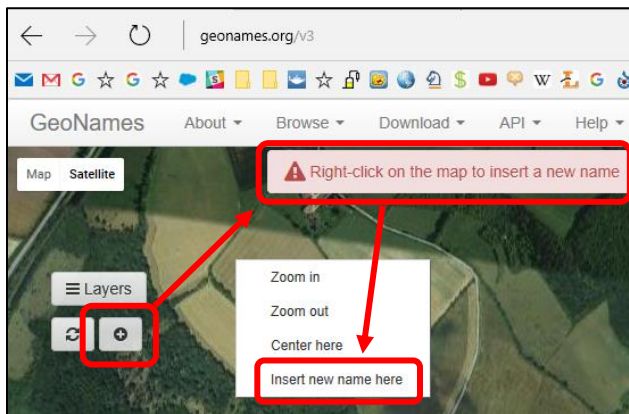 geonames.org/v3
GeoNames About Browse Download API Help
Map Satellite
Right-click on the map to insert a new name
Zoom in
Layers
Zoom out
Center here
Insert new name here